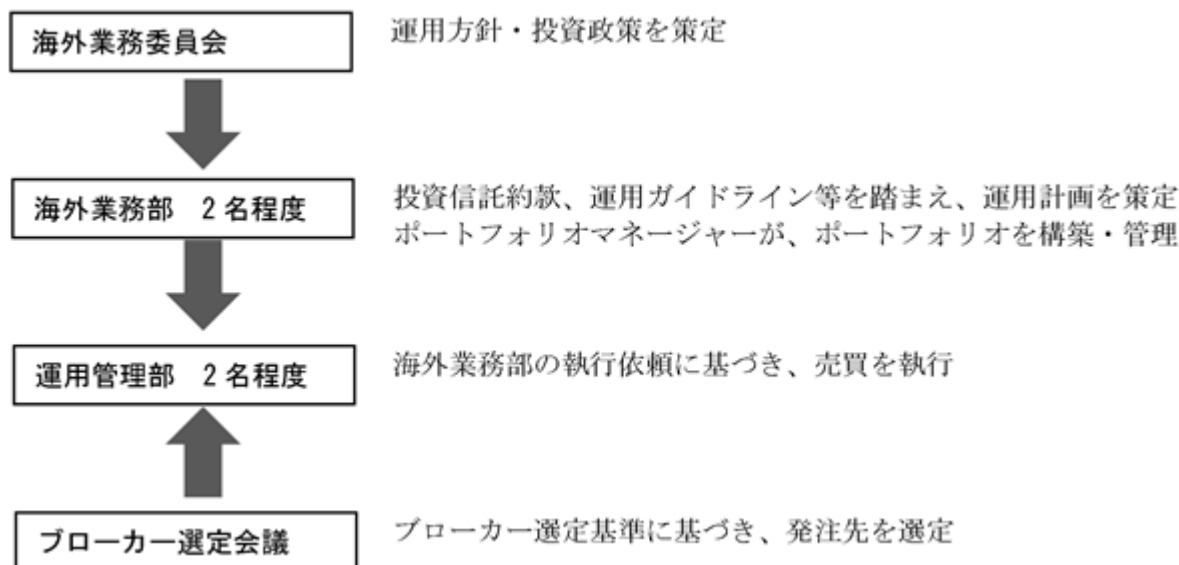 海外業務委員会
運用方針・投資政策を策定
海外業務部 2名程度
投資信託約款、運用ガイドライン等を踏まえ、運用計画を策定
ポートフォリオマネージャーが、ポートフォリオを構築・管理
運用管理部 2名程度
海外業務部の執行依頼に基づき、売買を執行
ブローカー選定会議
ブローカー選定基準に基づき、発注先を選定